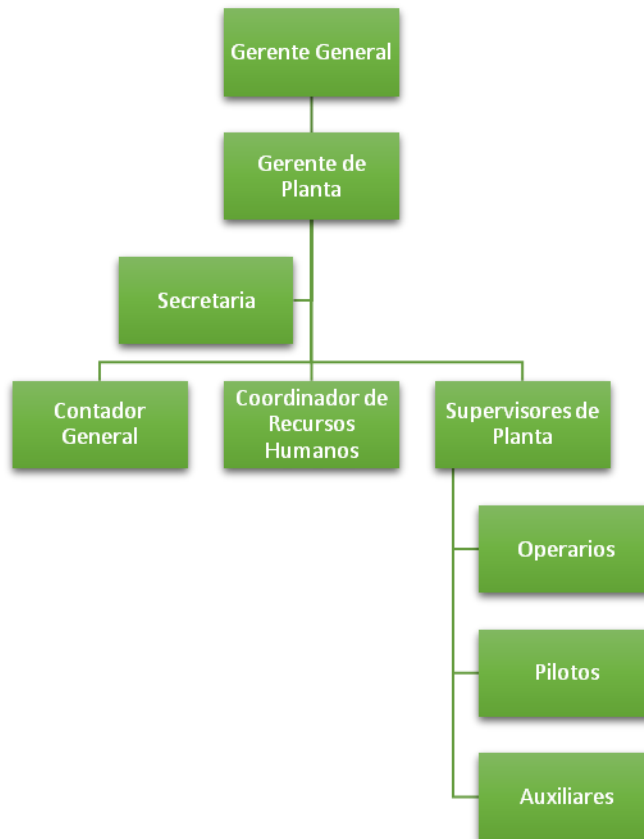 Gerente General
Gerente de
Planta
Secretaria
Contador
General
Coordinador de
Recursos
Humanos
Supervisores de
Planta
Operarios
Pilotos
Auxiliares